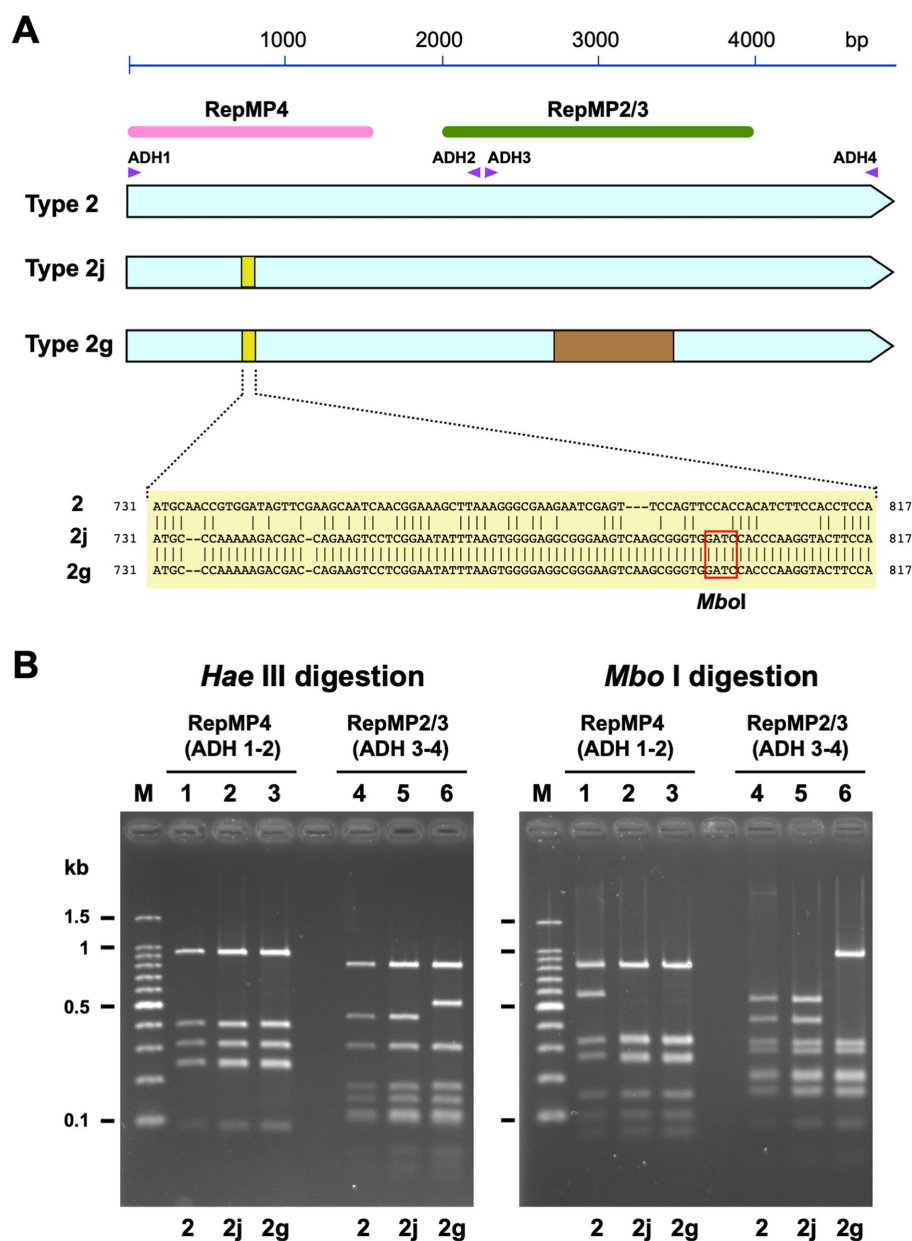 A
1000 2000 3000 4000 bp
RepMP4 RepMP2/3
ADH1 ADH2 ADH3 ADH4
Type 2
Type 2j
Type 2g
2 731 ATGCAACCGTGGATAGTTCGAAGCAATCAACGGAAAGCTTAAAGGGCGAAGAATCGAGT---TCCAGTTCCACCACATCTTCCACCTCCA 817
2j 731 ATGC--CCAAAAAGACGAC-CAGAAGTCCTCGGAATATTTAAGTGGGGAGGCGGGAAGTCAAGCGGGTGGATCCACCCAAGGTACTTCCA 817
2g 731 ATGC--CCAAAAAGACGAC-CAGAAGTCCTCGGAATATTTAAGTGGGGAGGCGGGAAGTCAAGCGGGTGGATCCACCCAAGGTACTTCCA 817
MboI
B
Hae III digestion Mbo I digestion
RepMP4 RepMP2/3 RepMP4 RepMP2/3
(ADH 1-2) (ADH 3-4) (ADH 1-2) (ADH 3-4)
M 1 2 3 4 5 6 M 1 2 3 4 5 6
kb
1.5
1
0.5
0.1
2 2j 2g 2 2j 2g 2 2j 2g 2 2j 2g